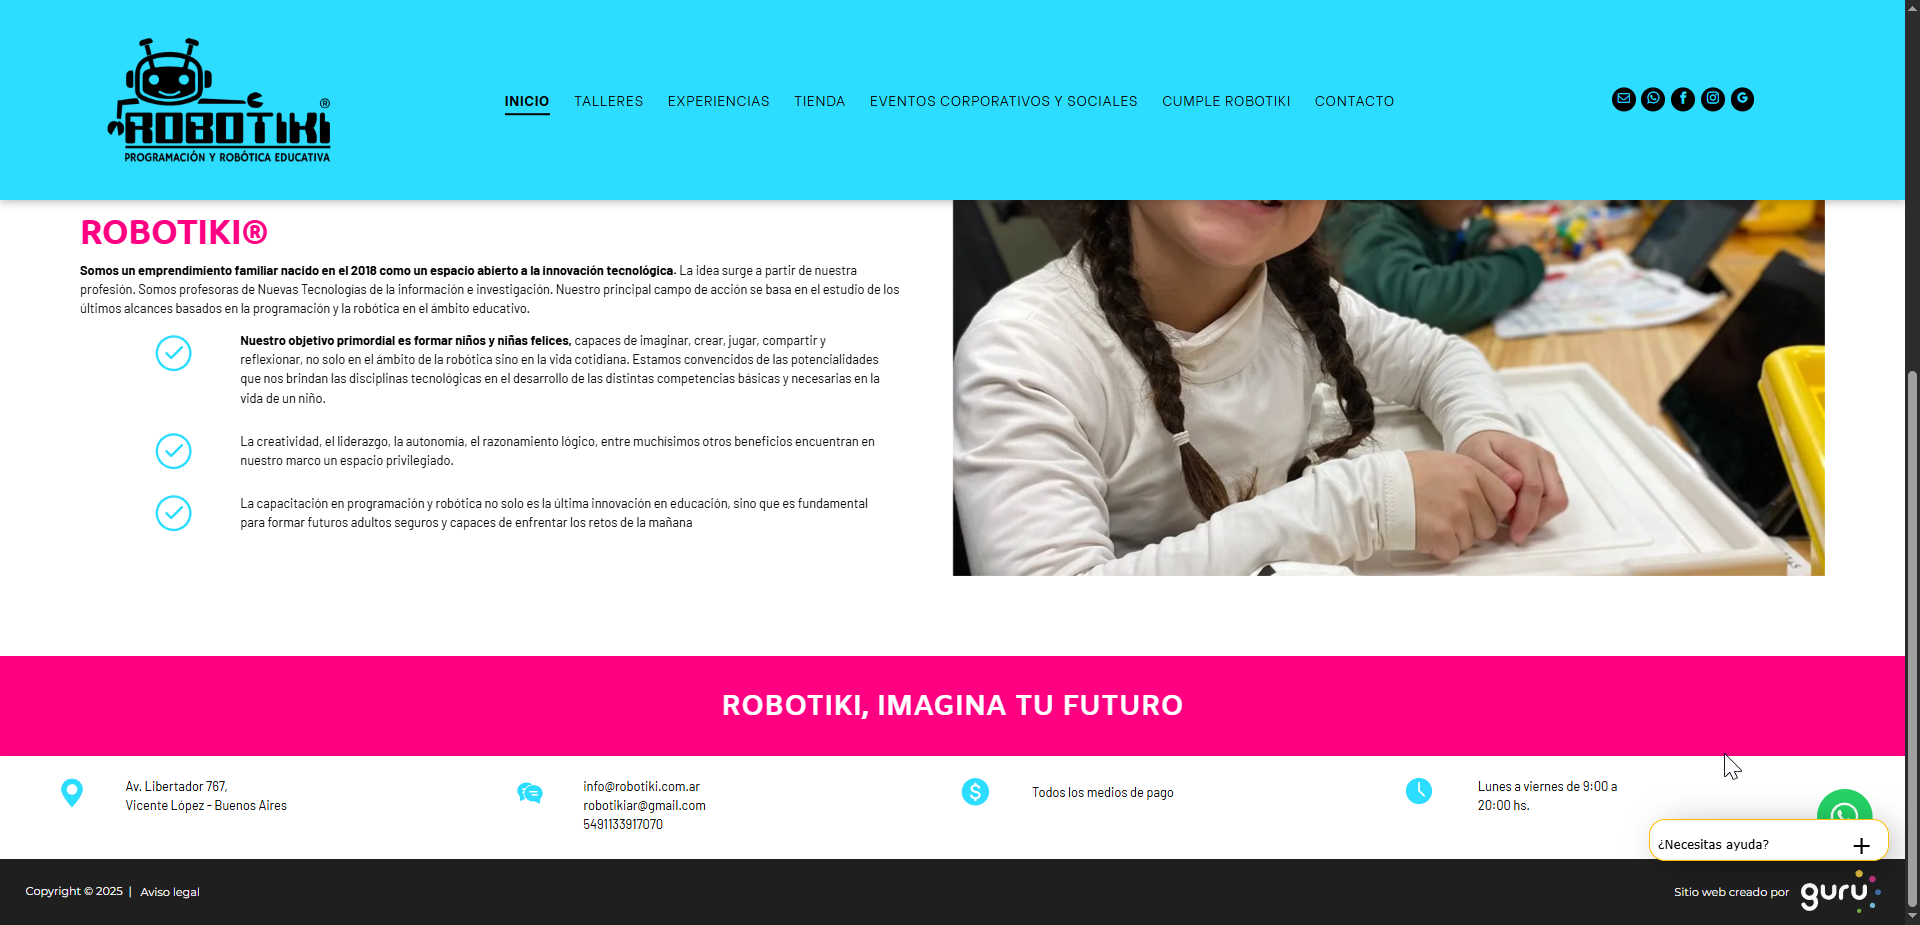 ROBOTIKI®
PROGRAMACIÓN Y ROBÓTICA EDUCATIVA
INICIO
TALLERES
EXPERIENCIAS
TIENDA
EVENTOS CORPORATIVOS Y SOCIALES
CUMPLE ROBOTIKI
CONTACTO
ROBOTIKI®
Somos un emprendimiento familiar nacido en el 2018 como un espacio abierto a la innovación tecnológica. La idea surge a partir de nuestra
profesión. Somos profesoras de Nuevas Tecnologías de la información e investigación. Nuestro principal campo de acción se basa en el estudio de los
últimos alcances basados en la programación y la robótica en el ámbito educativo.
Nuestro objetivo primordial es formar niños y niñas felices, capaces de imaginar, crear, jugar, compartir y
reflexionar, no solo en el ámbito de la robótica sino en la vida cotidiana. Estamos convencidos de las potencialidades
que nos brindan las disciplinas tecnológicas en el desarrollo de las distintas competencias básicas y necesarias en la
vida de un niño.
La creatividad, el liderazgo, la autonomía, el razonamiento lógico, entre muchísimos otros beneficios encuentran en
nuestro marco un espacio privilegiado.
La capacitación en programación y robótica no solo es la última innovación en educación, sino que es fundamental
para formar futuros adultos seguros y capaces de enfrentar los retos de la mañana
ROBOTIKI, IMAGINA TU FUTURO
Av. Libertador 767,
Vicente López - Buenos Aires
info@robotiki.com.ar
robotikiar@gmail.com
5491133917070
Todos los medios de pago
Lunes a viernes de 9:00 a
20:00 hs.
¿Necesitas ayuda?
Copyright © 2025 | Aviso legal
Sitio web creado por guru